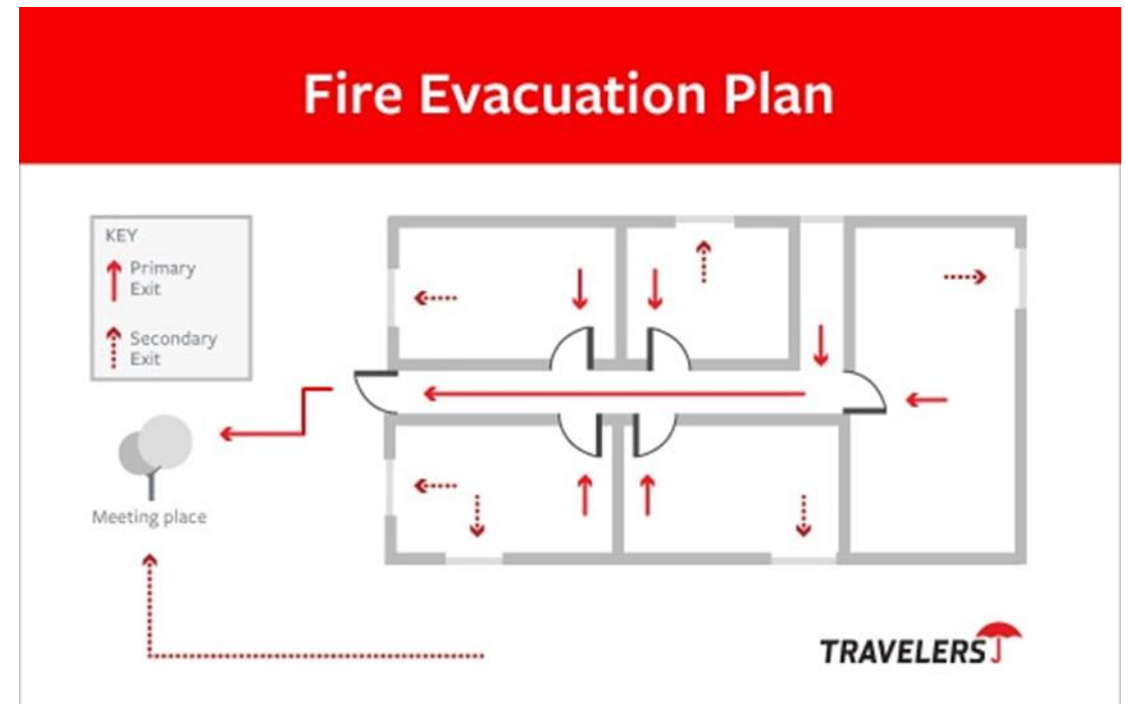 Fire Evacuation Plan
KEY
Primary
Exit
Secondary
Exit
Meeting place
TRAVELERS